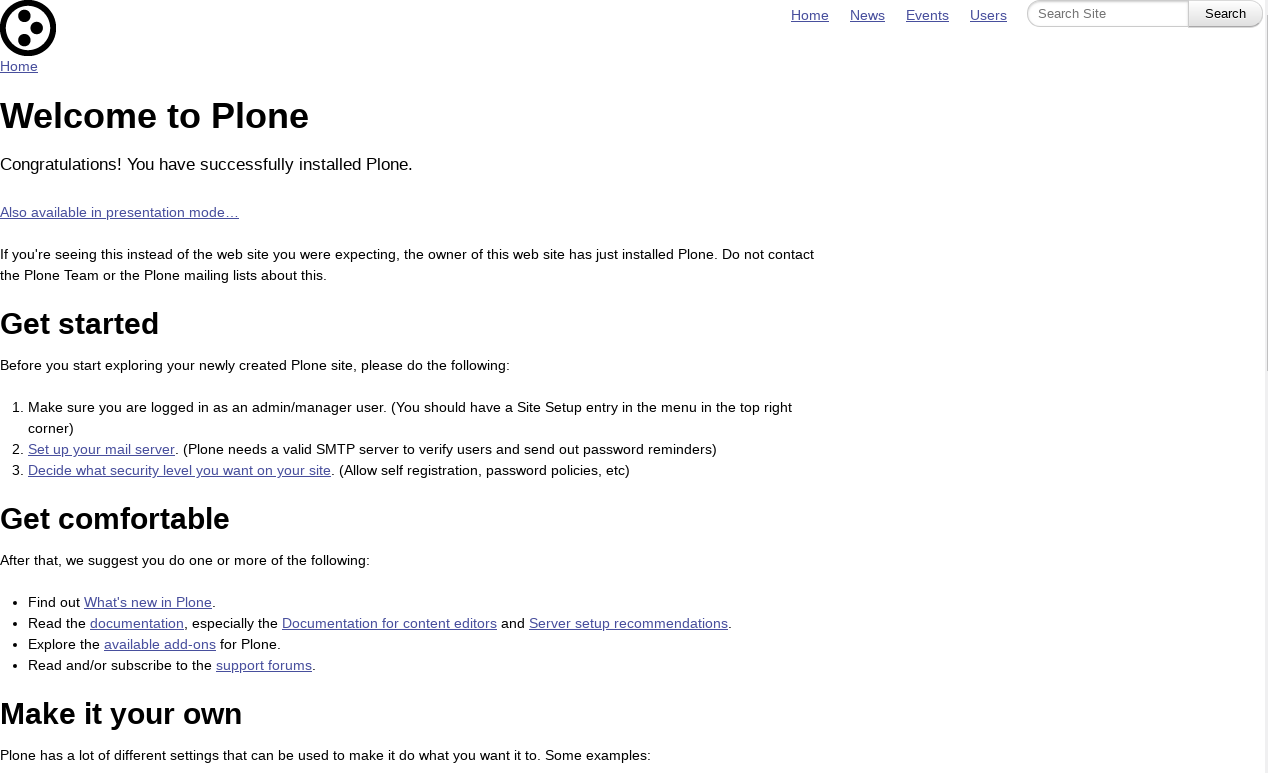 Home News Events Users Search Site Search
Home
Welcome to Plone
Congratulations! You have successfully installed Plone.
Also available in presentation mode…
If you're seeing this instead of the web site you were expecting, the owner of this web site has just installed Plone. Do not contact
the Plone Team or the Plone mailing lists about this.
Get started
Before you start exploring your newly created Plone site, please do the following:
1. Make sure you are logged in as an admin/manager user. (You should have a Site Setup entry in the menu in the top right
corner)
2. Set up your mail server. (Plone needs a valid SMTP server to verify users and send out password reminders)
3. Decide what security level you want on your site. (Allow self registration, password policies, etc)
Get comfortable
After that, we suggest you do one or more of the following:
• Find out What's new in Plone.
• Read the documentation, especially the Documentation for content editors and Server setup recommendations.
• Explore the available add-ons for Plone.
• Read and/or subscribe to the support forums.
Make it your own
Plone has a lot of different settings that can be used to make it do what you want it to. Some examples: